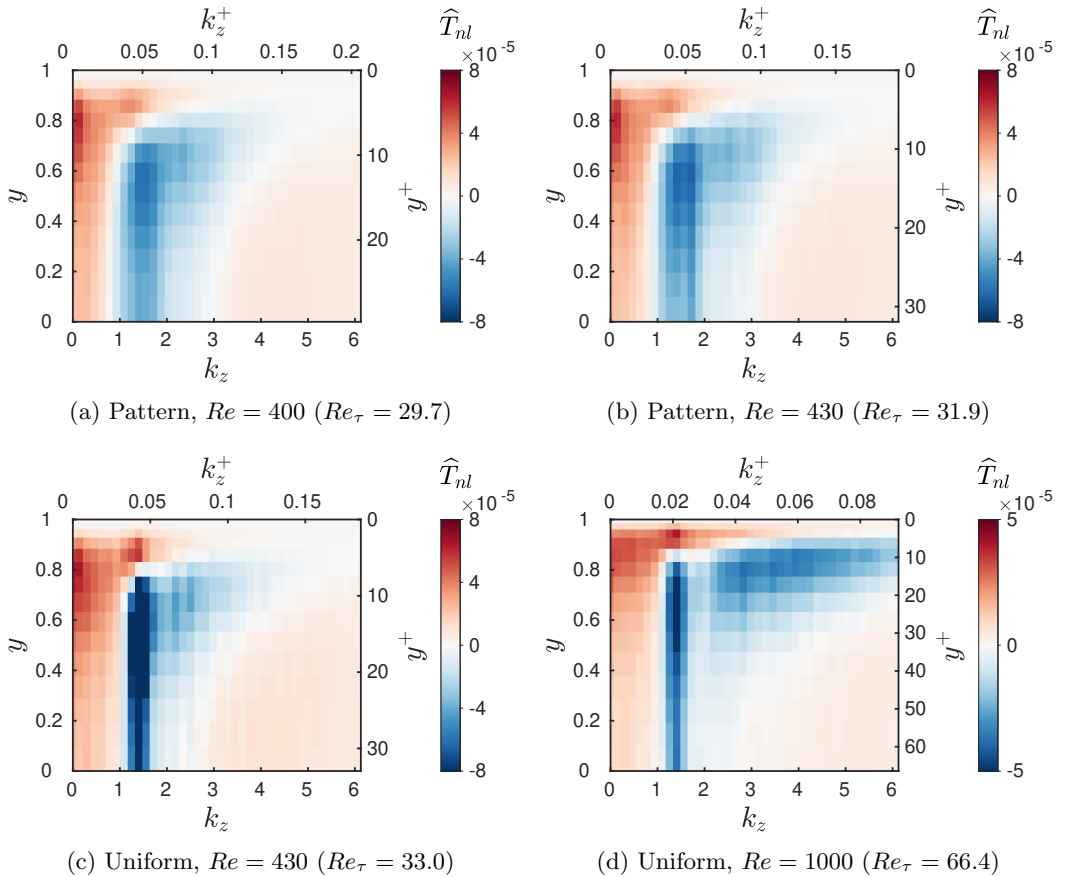 k_z^+
\widehat{T}_{nl}
×10^{-5}
0 0.05 0.1 0.15 0.2
1 0.8 0.6 0.4 0.2 0
y
0 10 20
y^+
8 4 0 -4 -8
0 1 2 3 4 5 6
k_z
(a) Pattern, Re = 400 (Re_τ = 29.7)
k_z^+
\widehat{T}_{nl}
×10^{-5}
0 0.05 0.1 0.15
1 0.8 0.6 0.4 0.2 0
y
0 10 20 30
y^+
8 4 0 -4 -8
0 1 2 3 4 5 6
k_z
(b) Pattern, Re = 430 (Re_τ = 31.9)
k_z^+
\widehat{T}_{nl}
×10^{-5}
0 0.05 0.1 0.15
1 0.8 0.6 0.4 0.2 0
y
0 10 20 30
y^+
8 4 0 -4 -8
0 1 2 3 4 5 6
k_z
(c) Uniform, Re = 430 (Re_τ = 33.0)
k_z^+
\widehat{T}_{nl}
×10^{-5}
0 0.02 0.04 0.06 0.08
1 0.8 0.6 0.4 0.2 0
y
0 10 20 30 40 50 60
y^+
5 0 -5
0 1 2 3 4 5 6
k_z
(d) Uniform, Re = 1000 (Re_τ = 66.4)